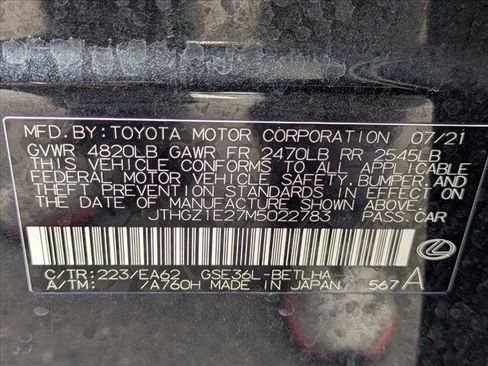 MFD.BY:TOYOTA MOTOR CORPORATION 07/21
GVWR 4820LB GAWR FR 2470LB RR 2545LB
THIS VEHICLE CONFORMS TO ALL APPLICABLE
FEDERAL MOTOR VEHICLE SAFETY,BUMPER,AND
THEFT PREVENTION STANDARDS IN EFFECT ON
THE DATE OF MANUFACTURE SHOWN ABOVE.
JTHGZ1E27M5022783 PASS.CAR
C/TR:223/EA62 GSE36L-BETLHA
A/TM: /A760H MADE IN JAPAN 567 A